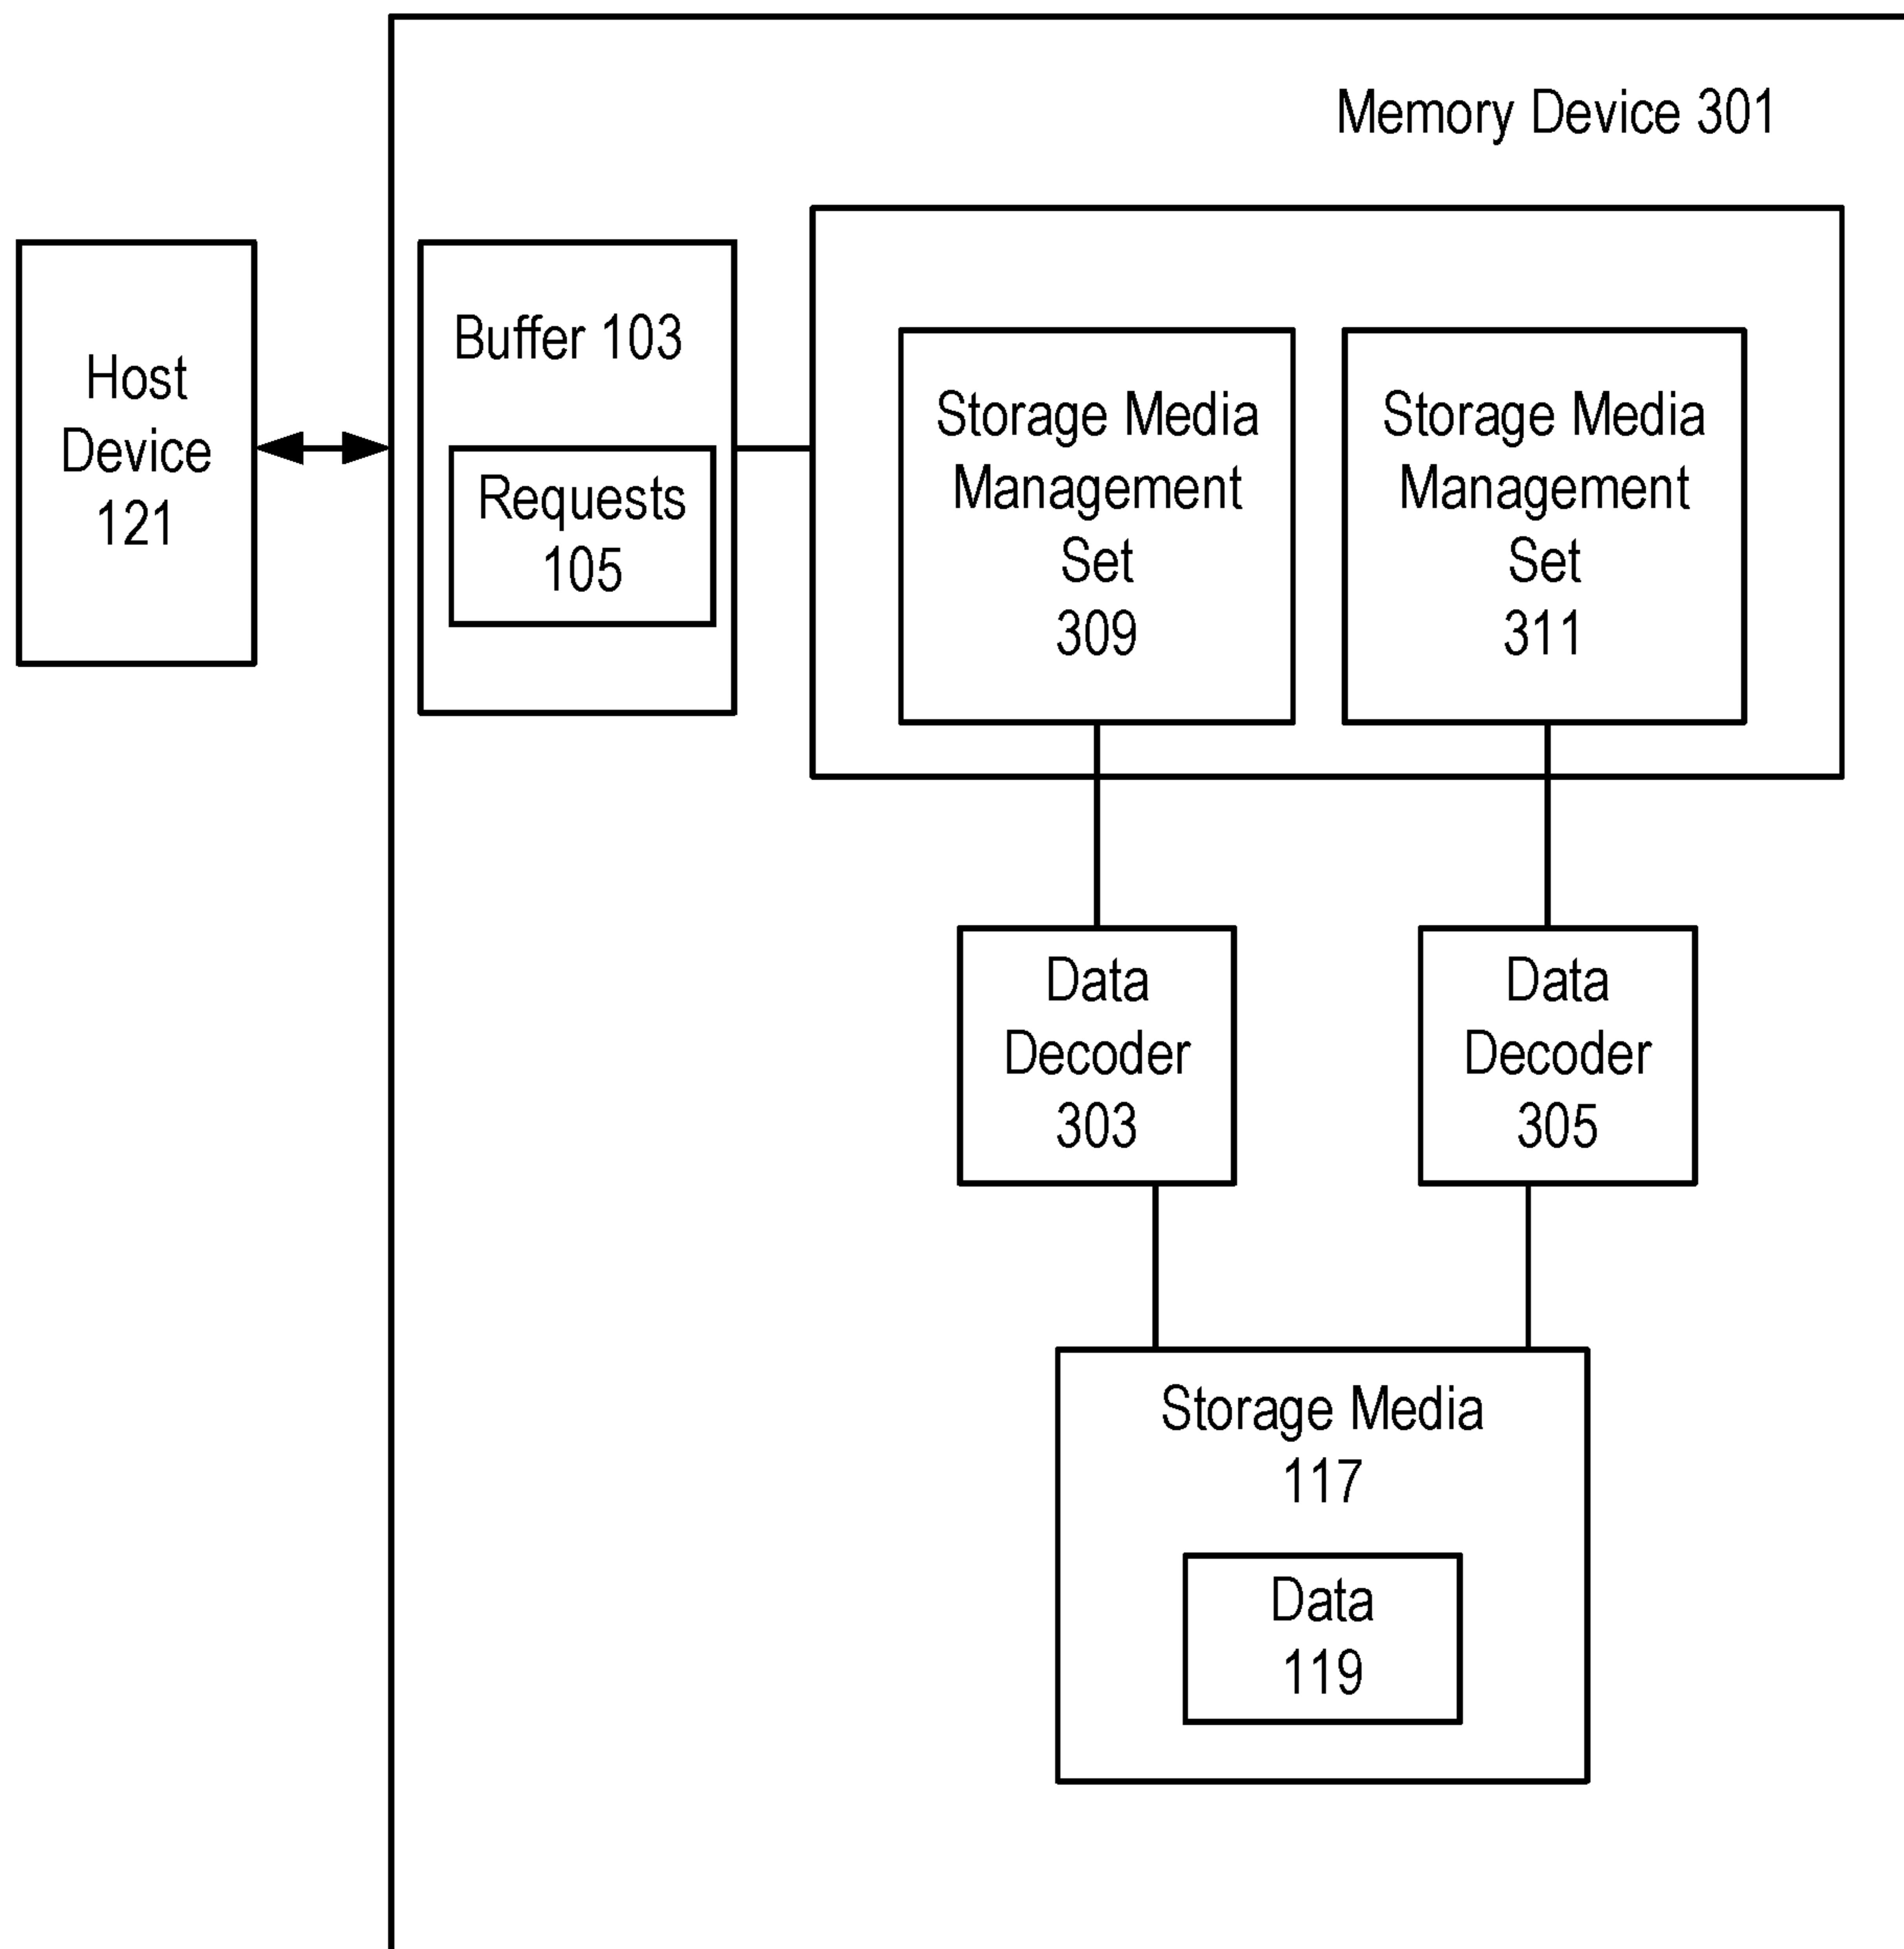 Memory Device 301
Host
Device
121
Buffer 103
Requests
105
Storage Media
Management
Set
309
Storage Media
Management
Set
311
Data
Decoder
303
Data
Decoder
305
Storage Media
117
Data
119